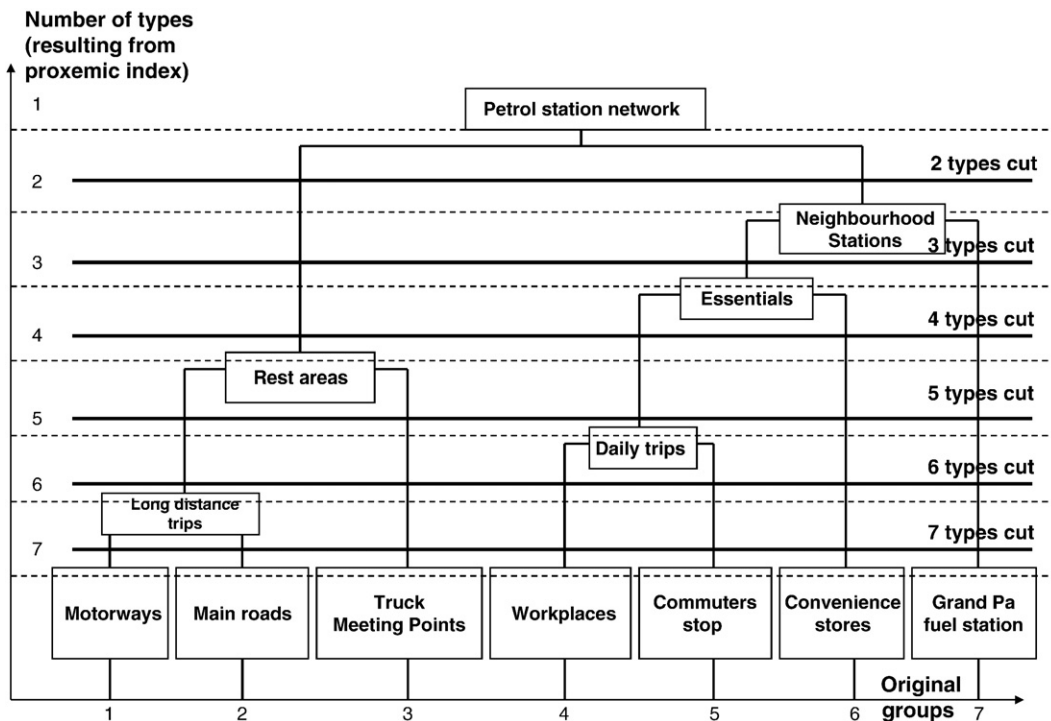 Number of types
(resulting from
proxemic index)
1
Petrol station network
2 types cut
2
Neighbourhood
Stations
3 types cut
3
Essentials
4 types cut
4
Rest areas
5 types cut
5
Daily trips
6 types cut
6
Long distance
trips
7 types cut
7
Motorways
Main roads
Truck
Meeting Points
Workplaces
Commuters
stop
Convenience
stores
Grand Pa
fuel station
Original
groups
1 2 3 4 5 6 7